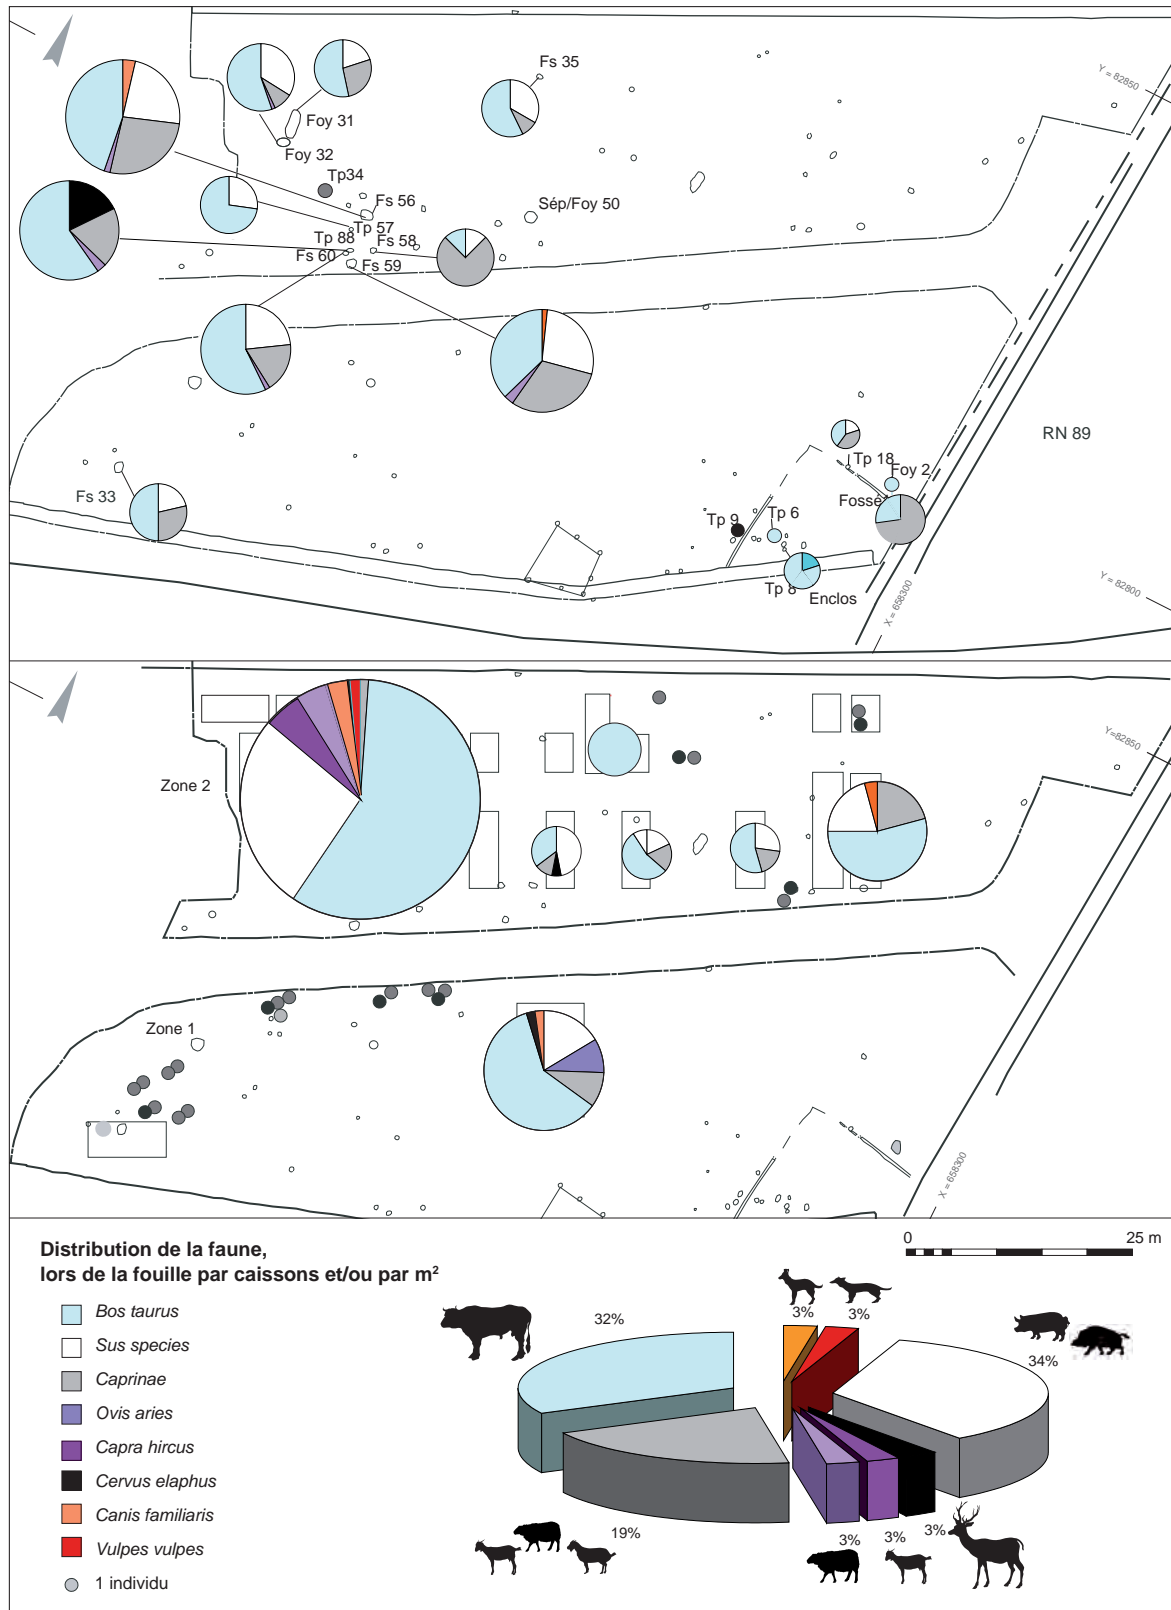 Fs 35
Y = 82850
Foy 31
Foy 32
Tp34
Fs 56
Sép/Foy 50
Tp 57
Tp 88
Fs 58
Fs 60
Fs 59
RN 89
Tp 18
Foy 2
Fs 33
Fossé
Tp 9
Tp 6
Tp 8
Enclos
Y = 82800
X = 658300
Y=82850
Zone 2
Zone 1
X = 658300
Distribution de la faune,
lors de la fouille par caissons et/ou par m²
0 25 m
Bos taurus
Sus species
Caprinae
Ovis aries
Capra hircus
Cervus elaphus
Canis familiaris
Vulpes vulpes
1 individu
32%
3%
3%
34%
19%
3%
3%
3%